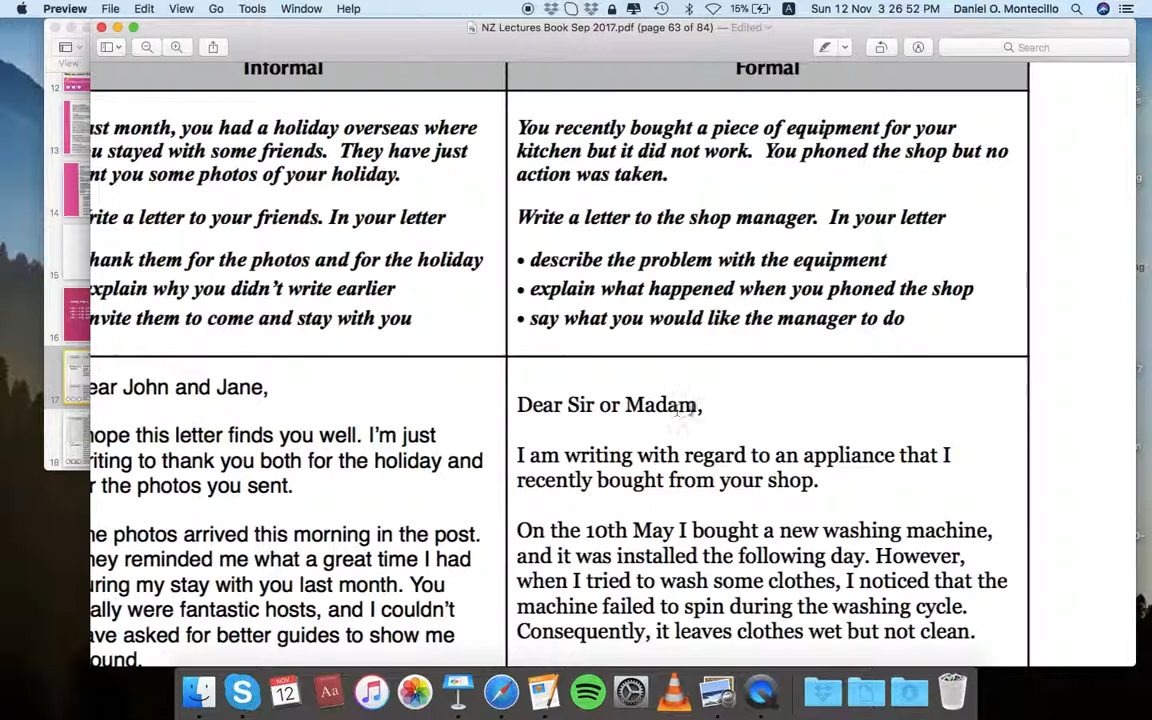 Preview File Edit View Go Tools Window Help 15% A Sun 12 Nov 3 26 52 PM Daniel O. Montecillo
NZ Lectures Book Sep 2017.pdf (page 63 of 84) — Edited
Search
View
12
13
14
15
16
17
18
Informal
ast month, you had a holiday overseas where
u stayed with some friends. They have just
nt you some photos of your holiday.
rite a letter to your friends. In your letter
hank them for the photos and for the holiday
xplain why you didn't write earlier
nvite them to come and stay with you
ear John and Jane,
hope this letter finds you well. I'm just
riting to thank you both for the holiday and
r the photos you sent.
he photos arrived this morning in the post.
hey reminded me what a great time I had
uring my stay with you last month. You
ally were fantastic hosts, and I couldn't
ave asked for better guides to show me
ound.
Formal
You recently bought a piece of equipment for your
kitchen but it did not work. You phoned the shop but no
action was taken.
Write a letter to the shop manager. In your letter
• describe the problem with the equipment
• explain what happened when you phoned the shop
• say what you would like the manager to do
Dear Sir or Madam,
I am writing with regard to an appliance that I
recently bought from your shop.
On the 10th May I bought a new washing machine,
and it was installed the following day. However,
when I tried to wash some clothes, I noticed that the
machine failed to spin during the washing cycle.
Consequently, it leaves clothes wet but not clean.
NOV
12
Aa